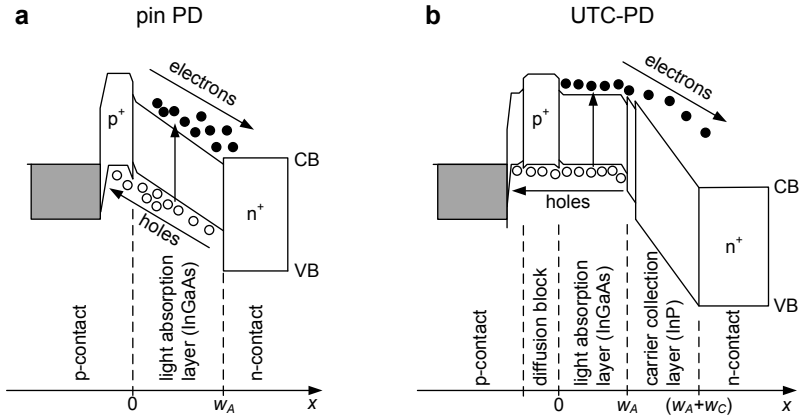 a
pin PD
electrons
p+
CB
n+
holes
VB
p-contact
light absorption
layer (InGaAs)
n-contact
0
wA
x
b
UTC-PD
electrons
p+
CB
holes
n+
VB
p-contact
diffusion block
light absorption
layer (InGaAs)
carrier collection
layer (InP)
n-contact
0
wA
(wA+wC)
x